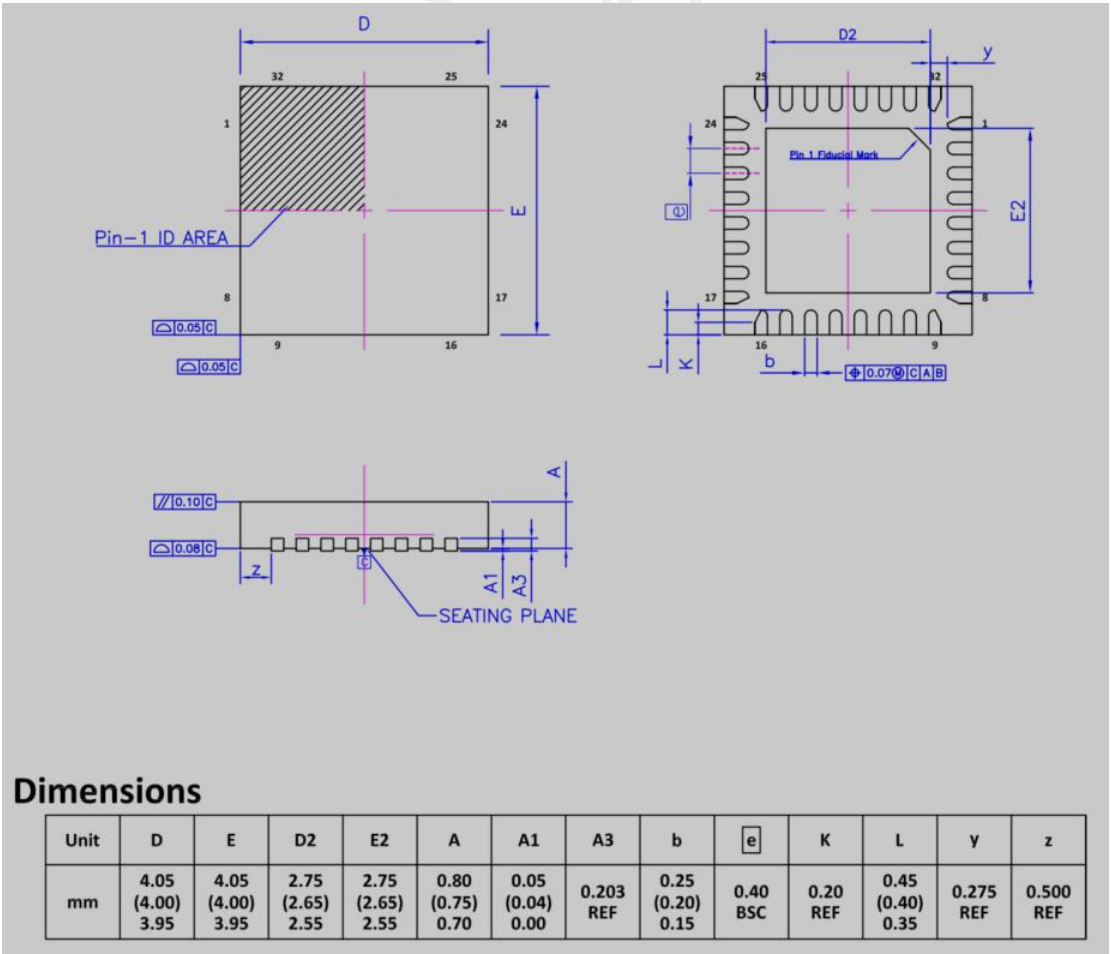 D
32 25
1
24
E
Pin-1 ID AREA
8
17
⌓ 0.05 C
9 16
⌓ 0.05 C
D2
y
25 32
24
1
Pin 1 Fiducial Mark
e
E2
17
8
L
K
16 9
b
⌖ 0.07Ⓜ C A B
A
// 0.10 C
⌓ 0.08 C
z
C
A1
A3
SEATING PLANE
Dimensions
Unit D E D2 E2 A A1 A3 b e K L y z
mm 4.05 (4.00) 3.95 4.05 (4.00) 3.95 2.75 (2.65) 2.55 2.75 (2.65) 2.55 0.80 (0.75) 0.70 0.05 (0.04) 0.00 0.203 REF 0.25 (0.20) 0.15 0.40 BSC 0.20 REF 0.45 (0.40) 0.35 0.275 REF 0.500 REF